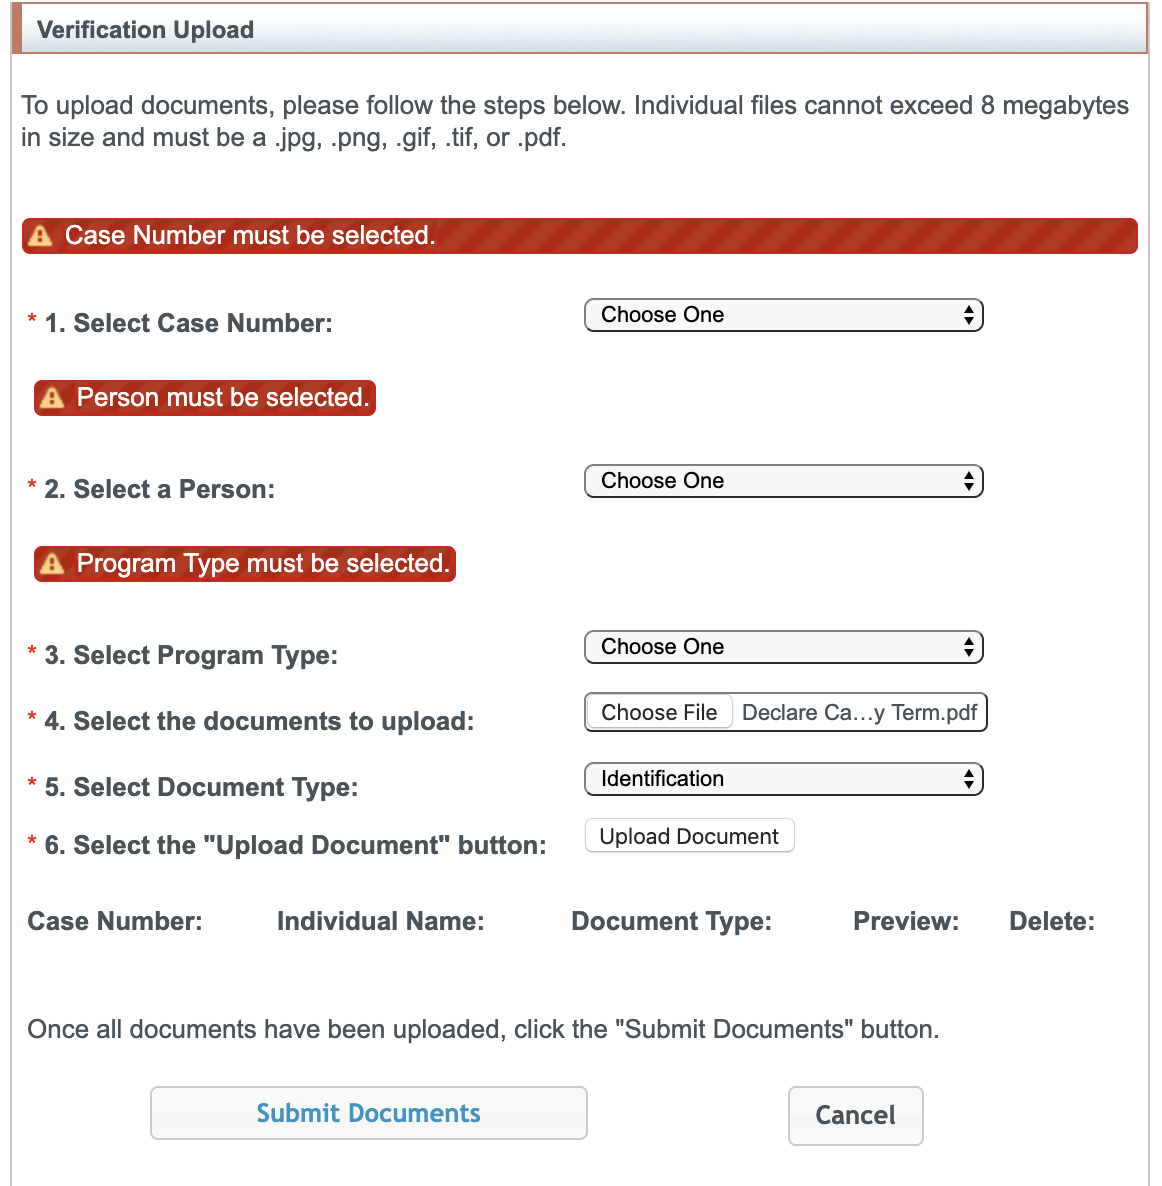 Verification Upload
To upload documents, please follow the steps below. Individual files cannot exceed 8 megabytes
in size and must be a .jpg, .png, .gif, .tif, or .pdf.
Case Number must be selected.
* 1. Select Case Number: Choose One
Person must be selected.
* 2. Select a Person: Choose One
Program Type must be selected.
* 3. Select Program Type: Choose One
* 4. Select the documents to upload: Choose File Declare Ca...y Term.pdf
* 5. Select Document Type: Identification
* 6. Select the "Upload Document" button: Upload Document
Case Number: Individual Name: Document Type: Preview: Delete:
Once all documents have been uploaded, click the "Submit Documents" button.
Submit Documents Cancel